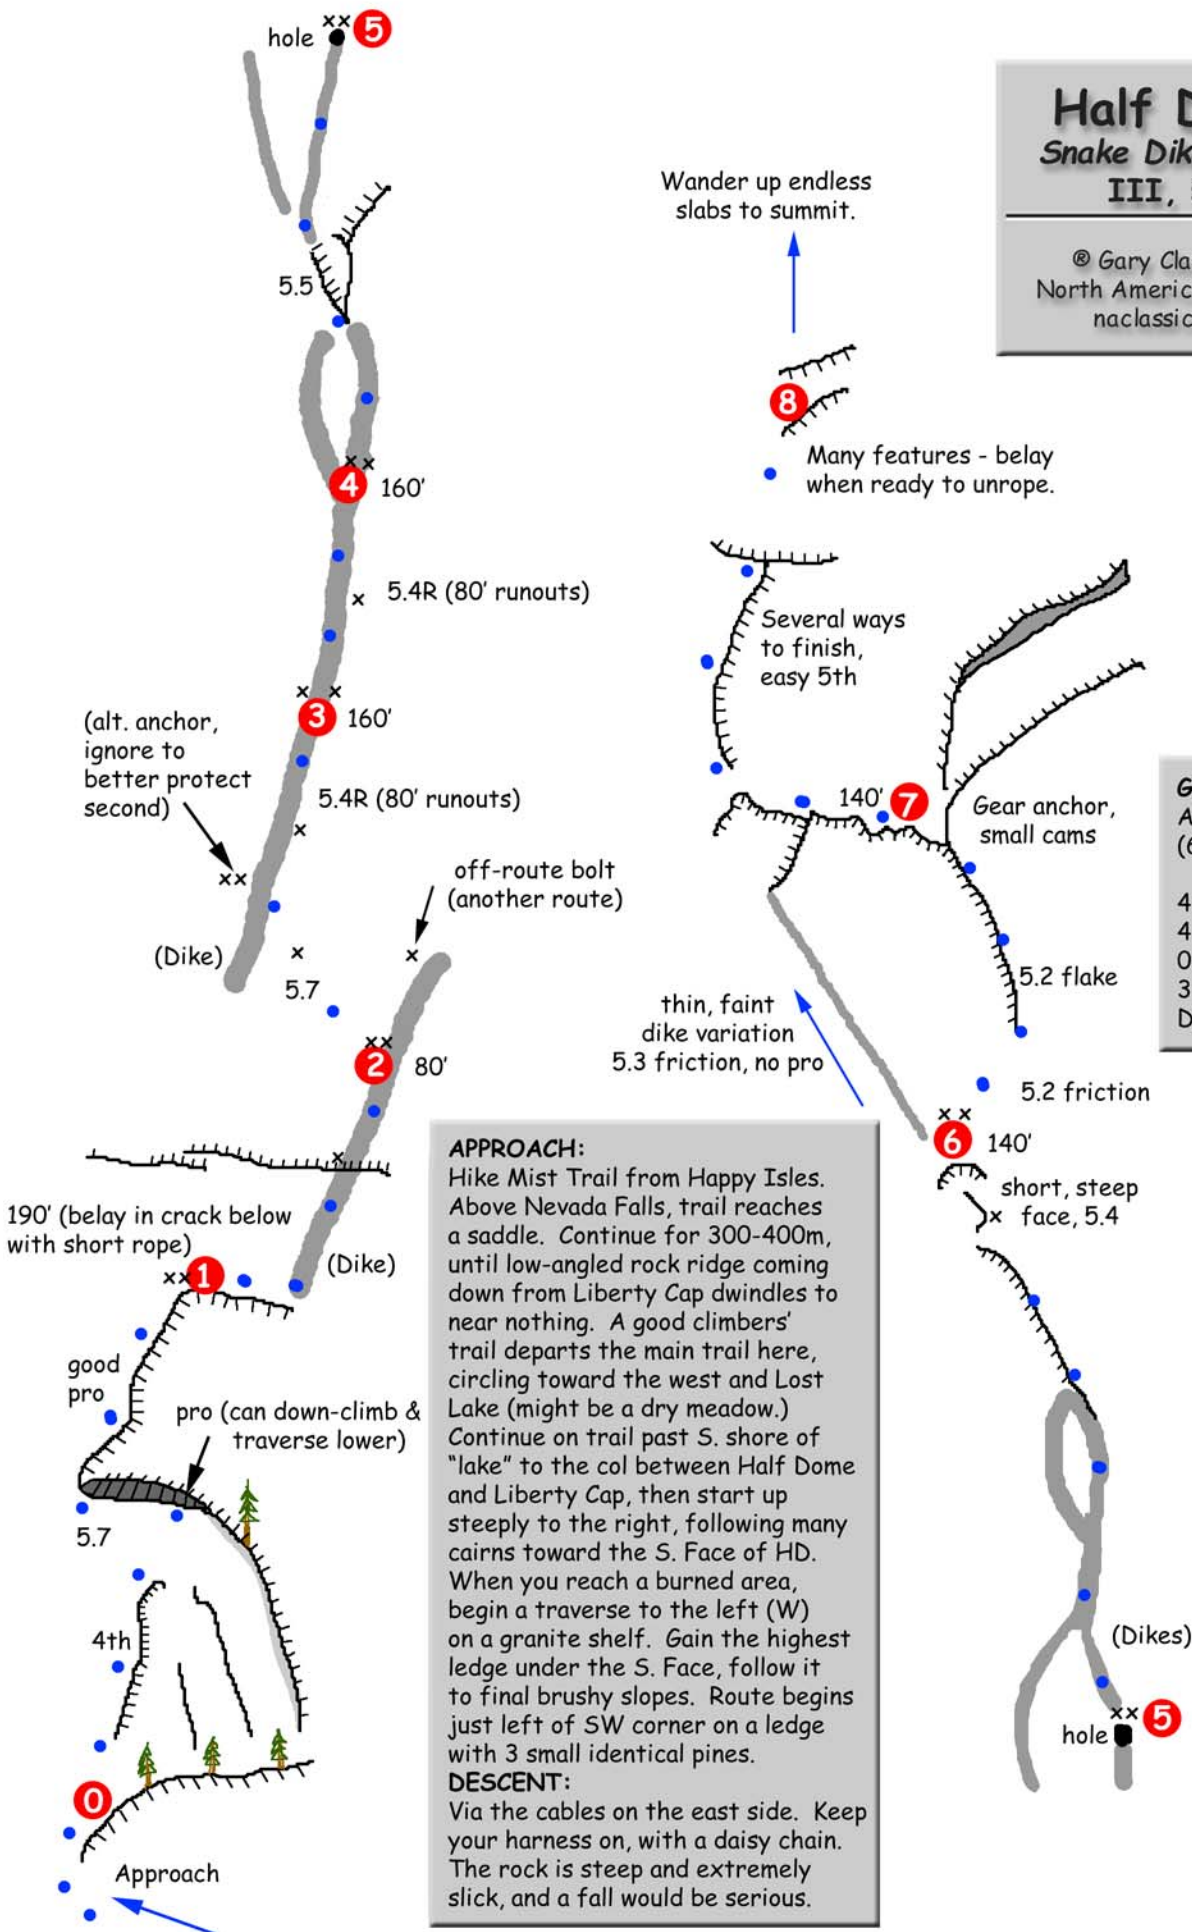 hole
5
5.5
4
160'
5.4R (80' runouts)
3
160'
(alt. anchor,
ignore to
better protect
second)
5.4R (80' runouts)
off-route bolt
(another route)
(Dike)
5.7
2
80'
190' (belay in crack below
with short rope)
1
(Dike)
good
pro
pro (can down-climb &
traverse lower)
5.7
4th
0
Approach
Half D
Snake Dik
III,
® Gary Cla
North Americ
naclassic
Wander up endless
slabs to summit.
8
Many features - belay
when ready to unrope.
Several ways
to finish,
easy 5th
140'
7
Gear anchor,
small cams
G
A
(6
4
4
0
3
D
5.2 flake
thin, faint
dike variation
5.3 friction, no pro
5.2 friction
6
140'
short, steep
face, 5.4
(Dikes)
hole
5
APPROACH:
Hike Mist Trail from Happy Isles.
Above Nevada Falls, trail reaches
a saddle. Continue for 300-400m,
until low-angled rock ridge coming
down from Liberty Cap dwindles to
near nothing. A good climbers'
trail departs the main trail here,
circling toward the west and Lost
Lake (might be a dry meadow.)
Continue on trail past S. shore of
"lake" to the col between Half Dome
and Liberty Cap, then start up
steeply to the right, following many
cairns toward the S. Face of HD.
When you reach a burned area,
begin a traverse to the left (W)
on a granite shelf. Gain the highest
ledge under the S. Face, follow it
to final brushy slopes. Route begins
just left of SW corner on a ledge
with 3 small identical pines.
DESCENT:
Via the cables on the east side. Keep
your harness on, with a daisy chain.
The rock is steep and extremely
slick, and a fall would be serious.